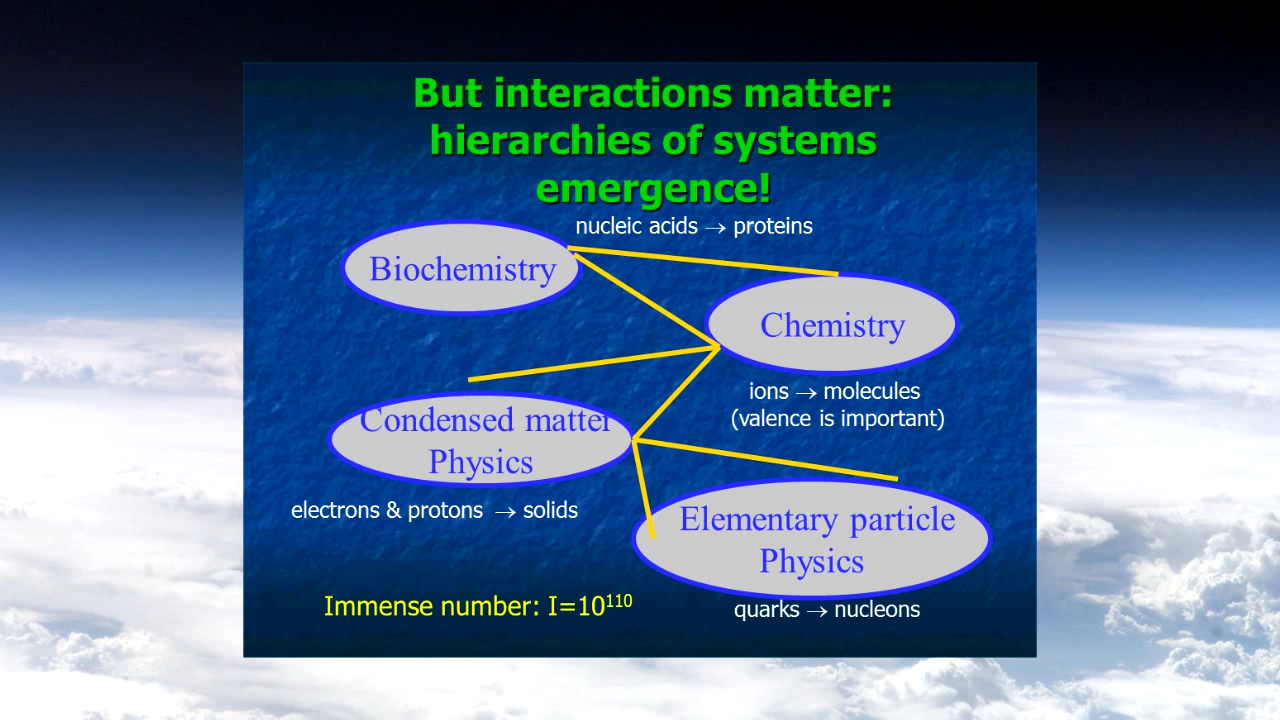 But interactions matter:
hierarchies of systems
emergence!
nucleic acids → proteins
Biochemistry
Chemistry
ions → molecules
(valence is important)
Condensed matter
Physics
electrons & protons → solids
Elementary particle
Physics
Immense number: I=10¹¹⁰
quarks → nucleons